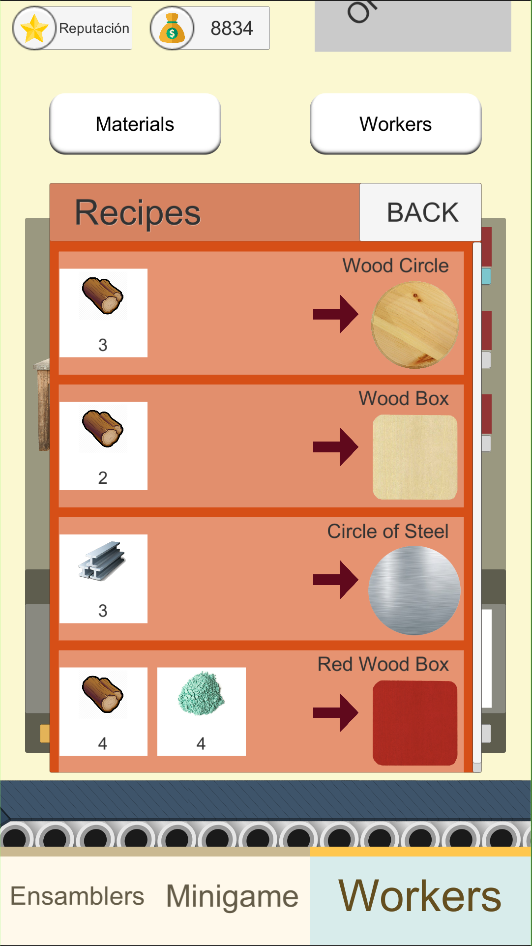 Reputación
8834
Materials
Workers
Recipes
BACK
Wood Circle
3
Wood Box
2
Circle of Steel
3
Red Wood Box
4
4
Ensamblers
Minigame
Workers